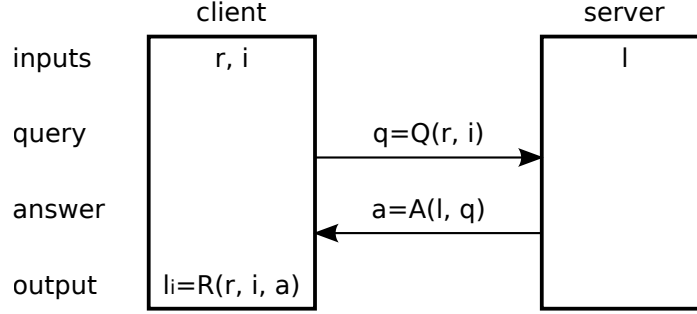 client server
inputs r, i l
query q=Q(r, i)
answer a=A(l, q)
output li=R(r, i, a)